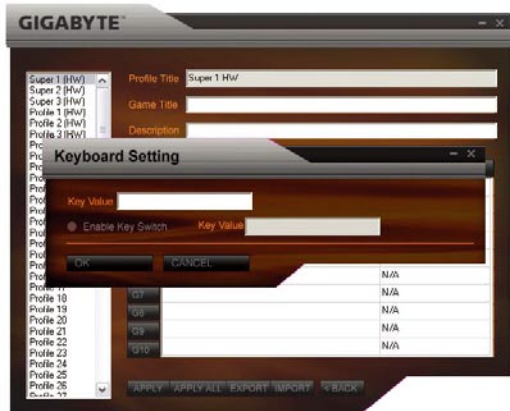 GIGABYTE
Super 1 (HW)
Super 2 (HW)
Super 3 (HW)
Profile 1 (HW)
Profile 2 (HW)
Profile 3 (HW)
Profile Title Super 1 HW
Game Title
Description
Keyboard Setting
Key Value
Enable Key Switch Key Value
OK CANCEL
N/A
Profile 18
G7 N/A
Profile 19
G8 N/A
Profile 20
Profile 21
G9 N/A
Profile 22
Profile 23
G10 N/A
Profile 24
Profile 25
Profile 26
Profile 27
APPLY APPLY ALL EXPORT IMPORT < BACK